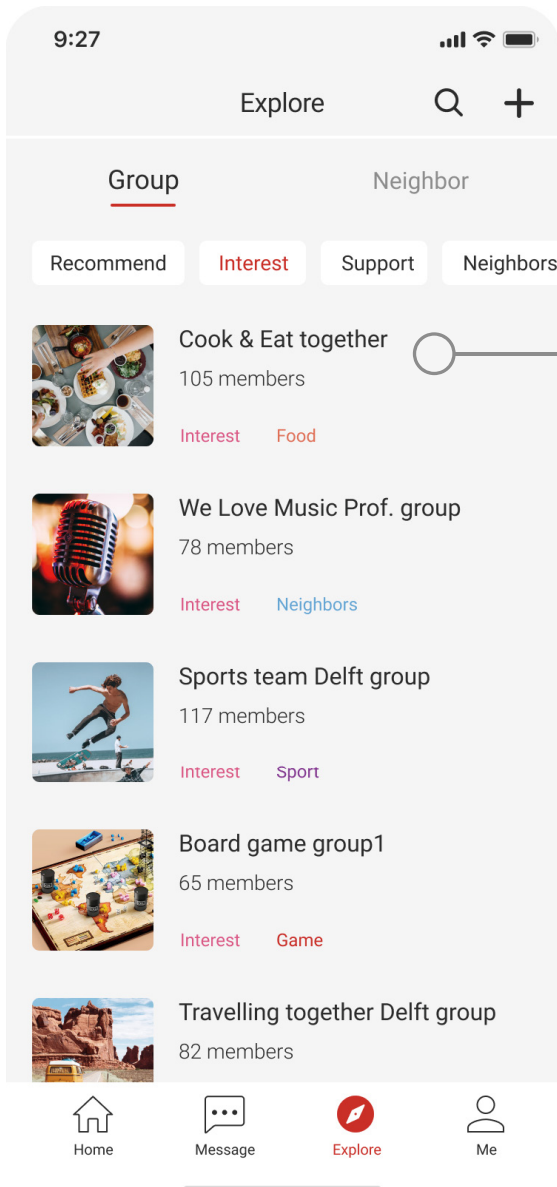 9:27
Explore
Group Neighbor
Recommend Interest Support Neighbors
Cook & Eat together
105 members
Interest Food
We Love Music Prof. group
78 members
Interest Neighbors
Sports team Delft group
117 members
Interest Sport
Board game group1
65 members
Interest Game
Travelling together Delft group
82 members
Home Message Explore Me